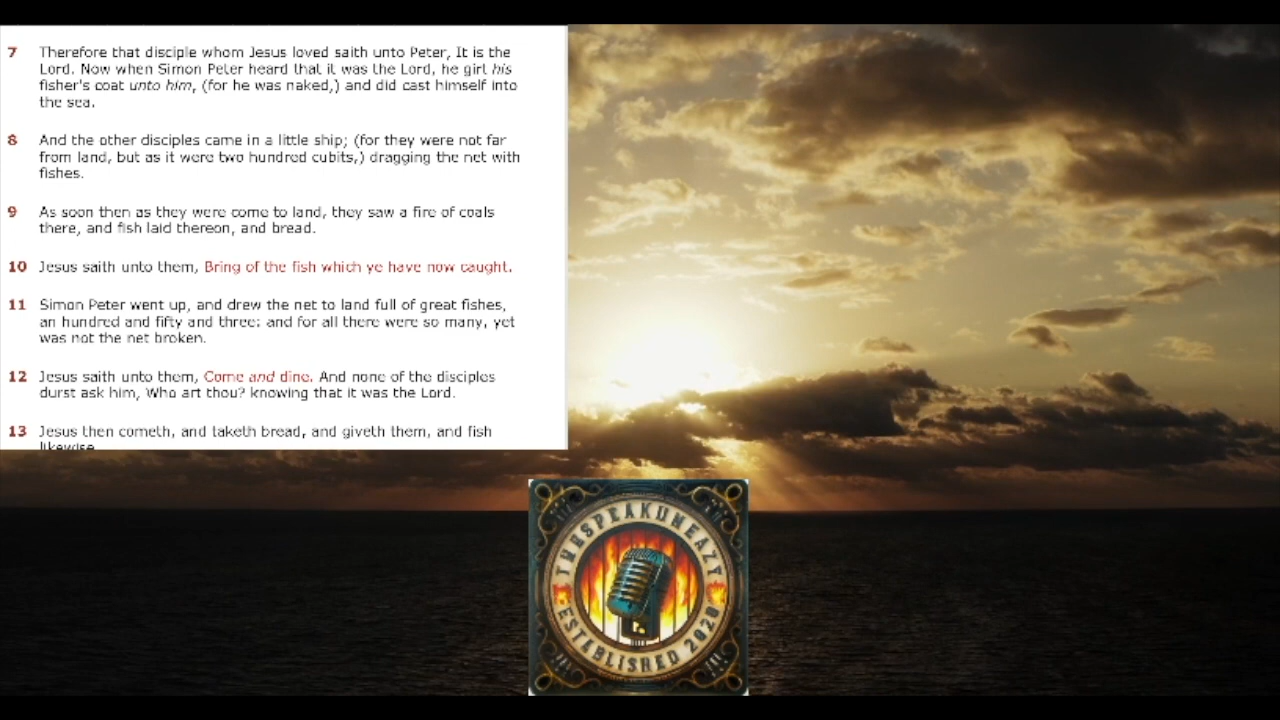 7 Therefore that disciple whom Jesus loved saith unto Peter, It is the
Lord. Now when Simon Peter heard that it was the Lord, he girt his
fisher's coat unto him, (for he was naked,) and did cast himself into
the sea.
8 And the other disciples came in a little ship; (for they were not far
from land, but as it were two hundred cubits,) dragging the net with
fishes.
9 As soon then as they were come to land, they saw a fire of coals
there, and fish laid thereon, and bread.
10 Jesus saith unto them, Bring of the fish which ye have now caught.
11 Simon Peter went up, and drew the net to land full of great fishes,
an hundred and fifty and three: and for all there were so many, yet
was not the net broken.
12 Jesus saith unto them, Come and dine. And none of the disciples
durst ask him, Who art thou? knowing that it was the Lord.
13 Jesus then cometh, and taketh bread, and giveth them, and fish
likewise
THESPEAKUNEAZY
ESTABLISHED 2020